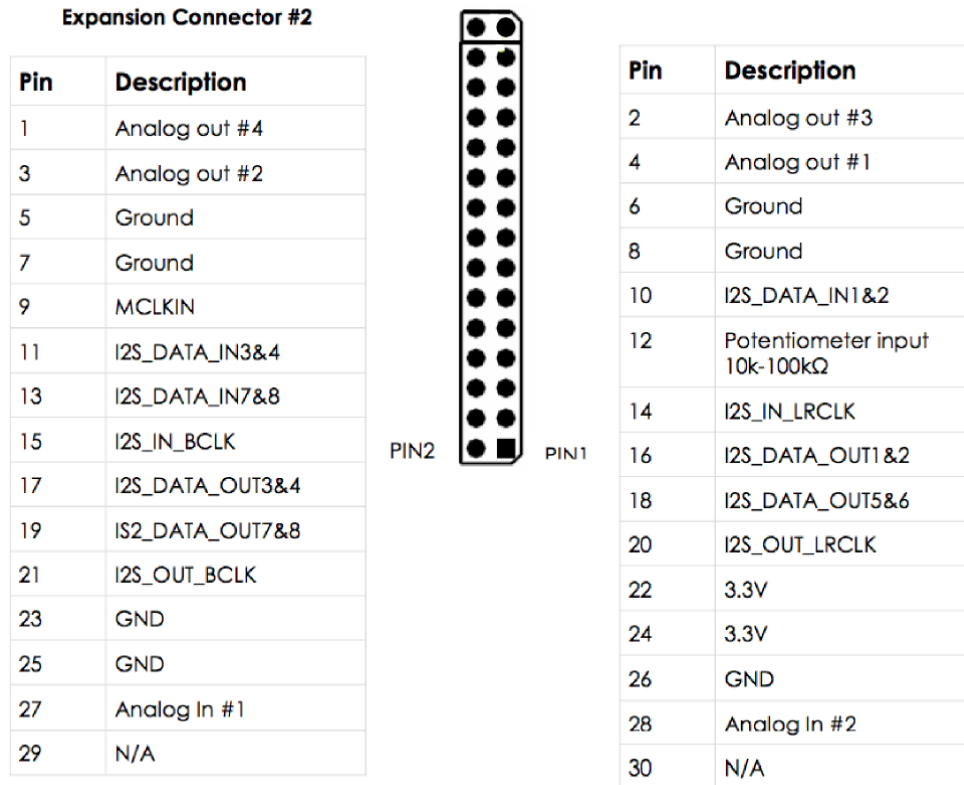 Expansion Connector #2
Pin Description
1 Analog out #4
3 Analog out #2
5 Ground
7 Ground
9 MCLKIN
11 I2S_DATA_IN3&4
13 I2S_DATA_IN7&8
15 I2S_IN_BCLK
17 I2S_DATA_OUT3&4
19 IS2_DATA_OUT7&8
21 I2S_OUT_BCLK
23 GND
25 GND
27 Analog In #1
29 N/A
PIN2 PIN1
Pin Description
2 Analog out #3
4 Analog out #1
6 Ground
8 Ground
10 I2S_DATA_IN1&2
12 Potentiometer input
10k-100kΩ
14 I2S_IN_LRCLK
16 I2S_DATA_OUT1&2
18 I2S_DATA_OUT5&6
20 I2S_OUT_LRCLK
22 3.3V
24 3.3V
26 GND
28 Analog In #2
30 N/A